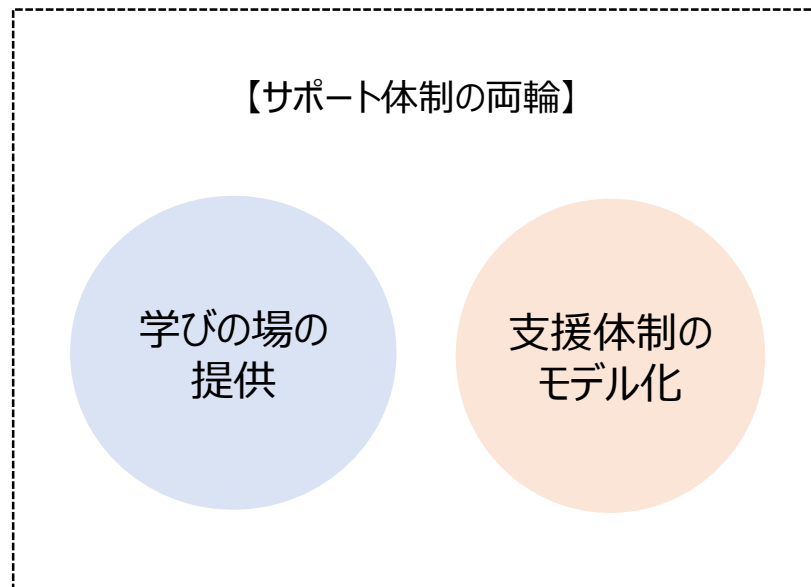 【サポート体制の両輪】
学びの場の
提供
支援体制の
モデル化